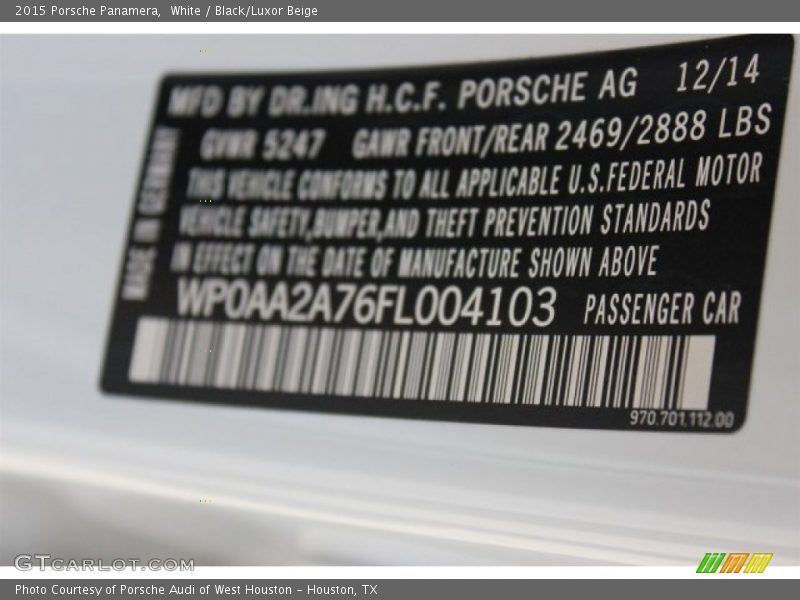 2015 Porsche Panamera,  White / Black/Luxor Beige
MFD BY DR.ING H.C.F. PORSCHE AG 12/14
GVWR 5247 GAWR FRONT/REAR 2469/2888 LBS
THIS VEHICLE CONFORMS TO ALL APPLICABLE U.S.FEDERAL MOTOR
VEHICLE SAFETY,BUMPER,AND THEFT PREVENTION STANDARDS
IN EFFECT ON THE DATE OF MANUFACTURE SHOWN ABOVE
MADE IN GERMANY
WP0AA2A76FL004103 PASSENGER CAR
970.701.112.00
GTCARLOT.COM
Photo Courtesy of Porsche Audi of West Houston – Houston, TX